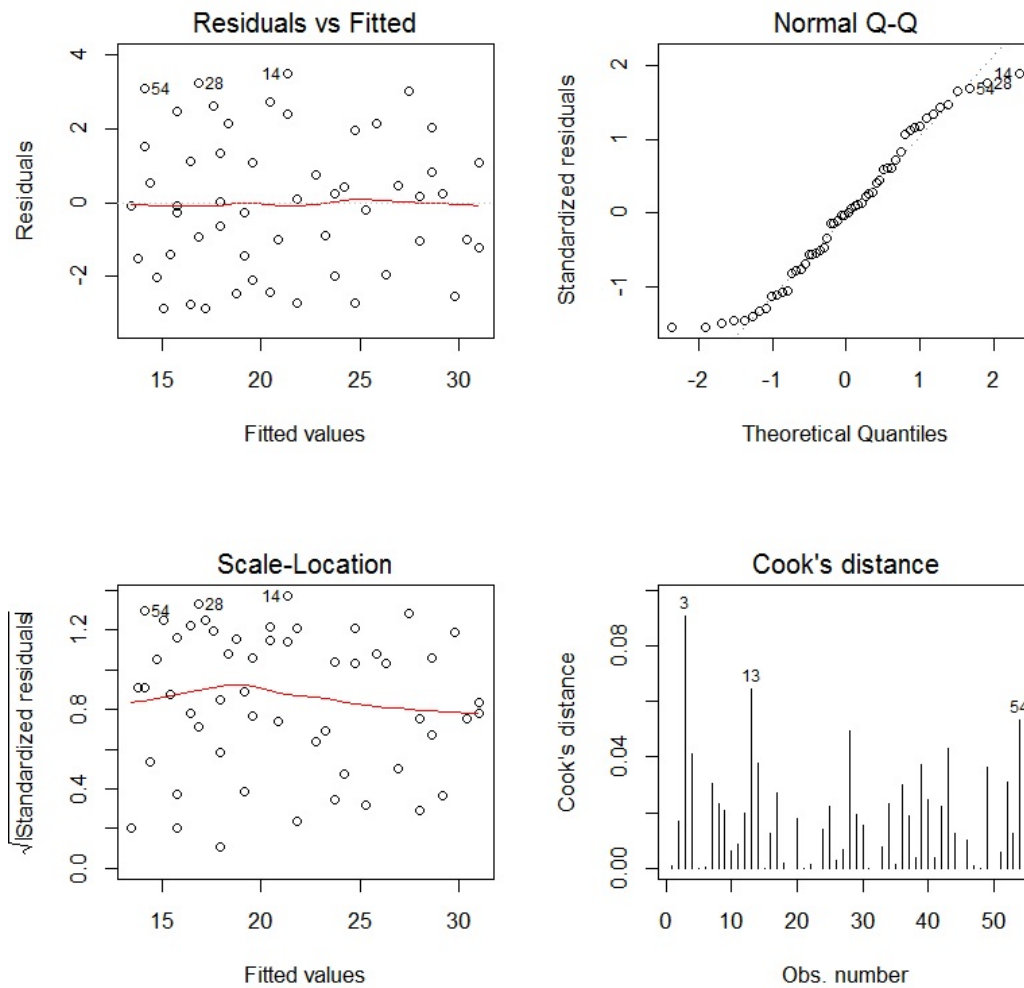 Residuals vs Fitted
Residuals
4
2
0
-2
54
28
14
15 20 25 30
Fitted values
Normal Q-Q
Standardized residuals
2
1
0
-1
14
28
54
-2 -1 0 1 2
Theoretical Quantiles
Scale-Location
√|Standardized residuals|
1.2
0.8
0.4
0.0
54
28
14
15 20 25 30
Fitted values
Cook's distance
Cook's distance
0.08
0.04
0.00
3
13
54
0 10 20 30 40 50
Obs. number